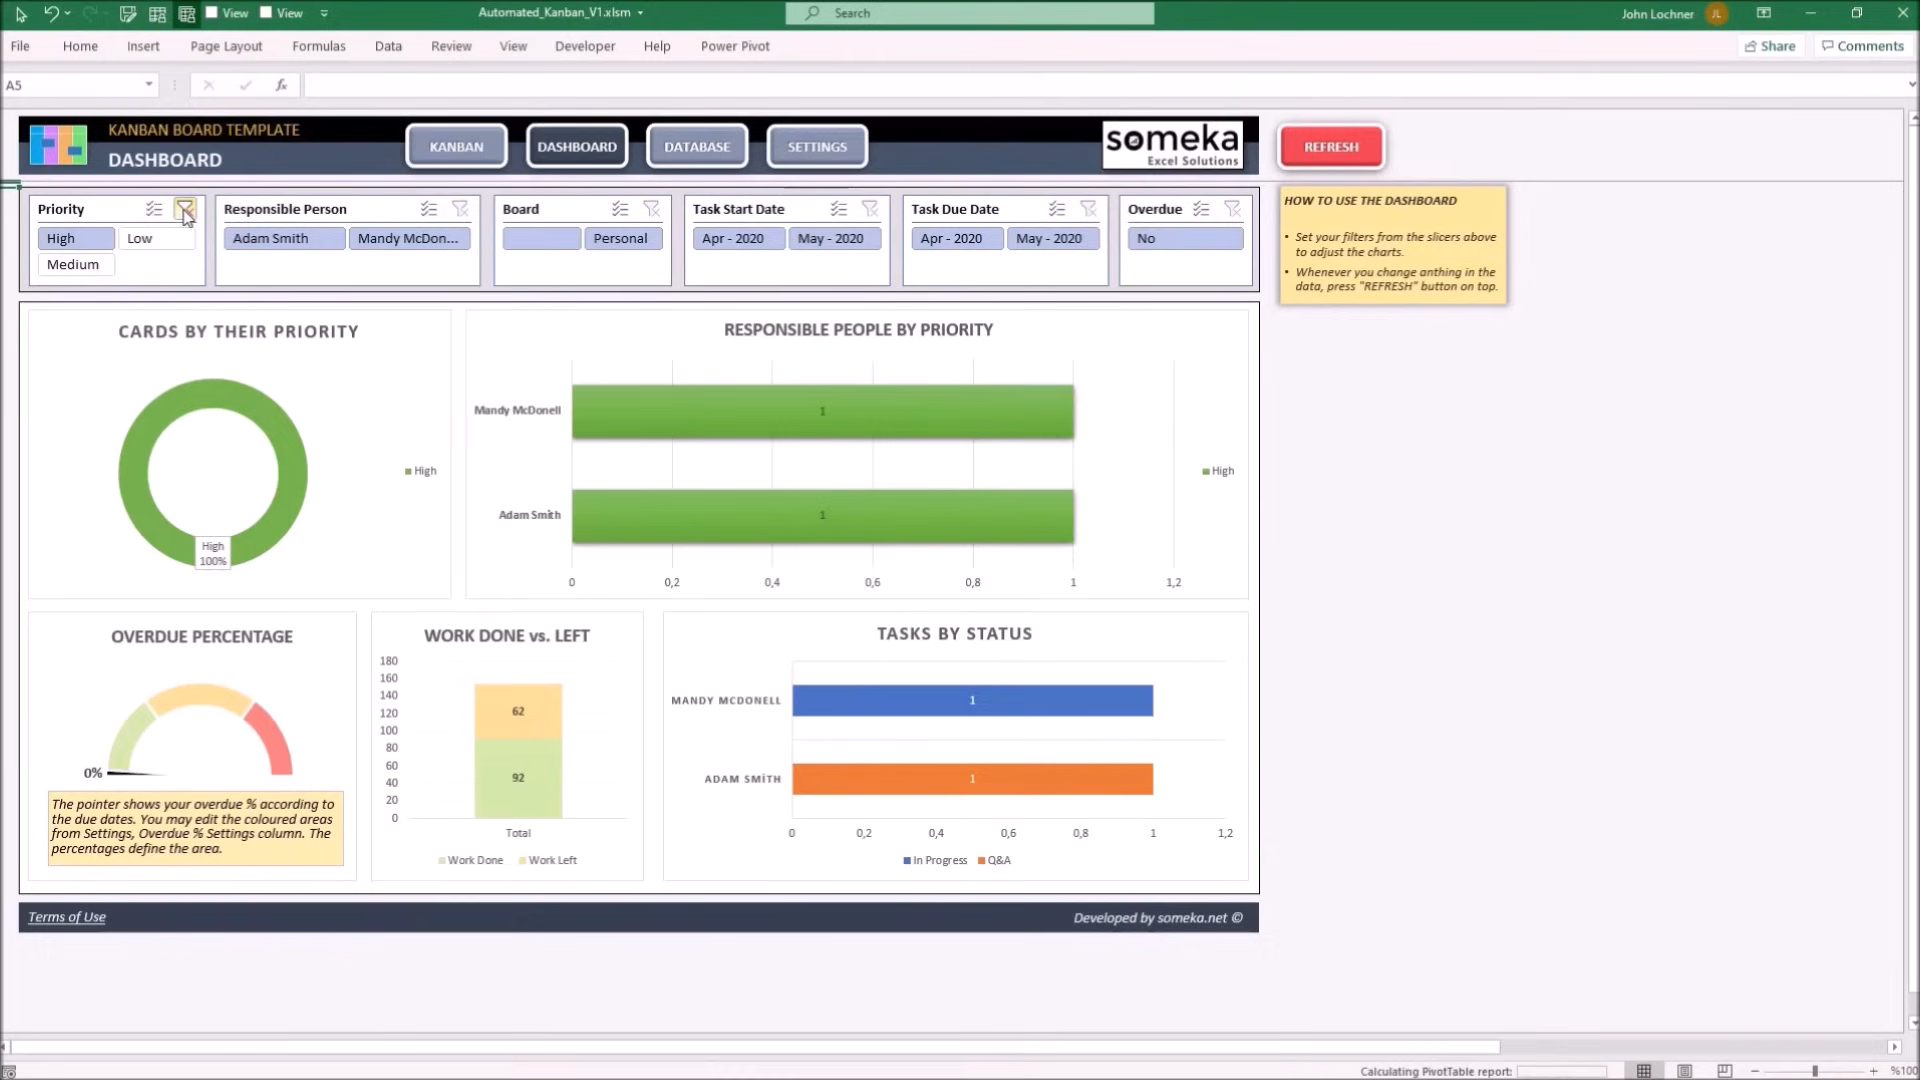 View
View
Automated_Kanban_V1.xlsm
Search
John Lochner
JL
File
Home
Insert
Page Layout
Formulas
Data
Review
View
Developer
Help
Power Pivot
Share
Comments
A5
fx
KANBAN BOARD TEMPLATE
DASHBOARD
KANBAN
DASHBOARD
DATABASE
SETTINGS
someka
Excel Solutions
REFRESH
Priority
High
Low
Medium
Responsible Person
Adam Smith
Mandy McDon...
Board
Personal
Task Start Date
Apr - 2020
May - 2020
Task Due Date
Apr - 2020
May - 2020
Overdue
No
HOW TO USE THE DASHBOARD
• Set your filters from the slicers above
to adjust the charts.
• Whenever you change anthing in the
data, press "REFRESH" button on top.
CARDS BY THEIR PRIORITY
High
High
100%
RESPONSIBLE PEOPLE BY PRIORITY
Mandy McDonell
1
Adam Smith
1
High
0 0,2 0,4 0,6 0,8 1 1,2
OVERDUE PERCENTAGE
0%
The pointer shows your overdue % according to
the due dates. You may edit the coloured areas
from Settings, Overdue % Settings column. The
percentages define the area.
WORK DONE vs. LEFT
180
160
140
120
100
80
60
40
20
0
62
92
Total
Work Done Work Left
TASKS BY STATUS
MANDY MCDONELL
1
ADAM SMİTH
1
0 0,2 0,4 0,6 0,8 1 1,2
In Progress Q&A
Terms of Use
Developed by someka.net ©
Calculating PivotTable report:
%100